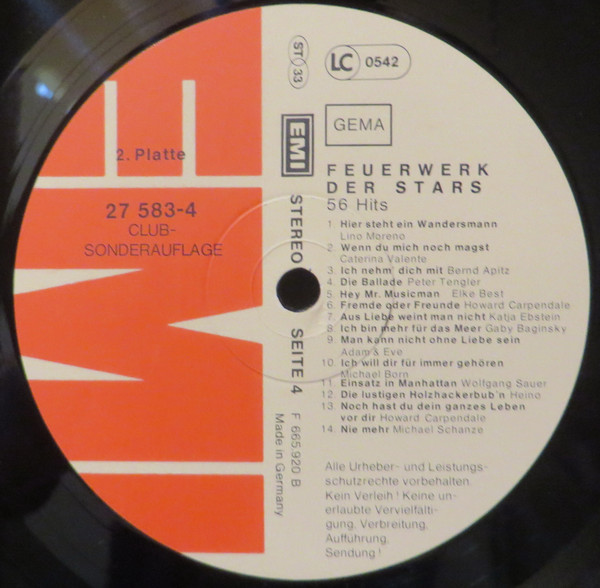 2. Platte
27 583-4
CLUB-
SONDERAUFLAGE
ST 33
EMI
STEREO
SEITE 4
F 665.920 B
Made in Germany
LC 0542
GEMA
FEUERWERK
DER STARS
56 Hits
1. Hier steht ein Wandersmann
Lino Moreno
2. Wenn du mich noch magst
Caterina Valente
3. Ich nehm' dich mit Bernd Apitz
4. Die Ballade Peter Tengler
5. Hey Mr. Musicman Elke Best
6. Fremde oder Freunde Howard Carpendale
7. Aus Liebe weint man nicht Katja Ebstein
8. Ich bin mehr für das Meer Gaby Baginsky
9. Man kann nicht ohne Liebe sein
Adam & Eve
10. Ich will dir für immer gehören
Michael Born
11. Einsatz in Manhattan Wolfgang Sauer
12. Die lustigen Holzhackerbub'n Heino
13. Noch hast du dein ganzes Leben
vor dir Howard Carpendale
14. Nie mehr Michael Schanze
Alle Urheber- und Leistungs-
schutzrechte vorbehalten.
Kein Verleih! Keine un-
erlaubte Vervielfälti-
gung, Verbreitung,
Aufführung,
Sendung!